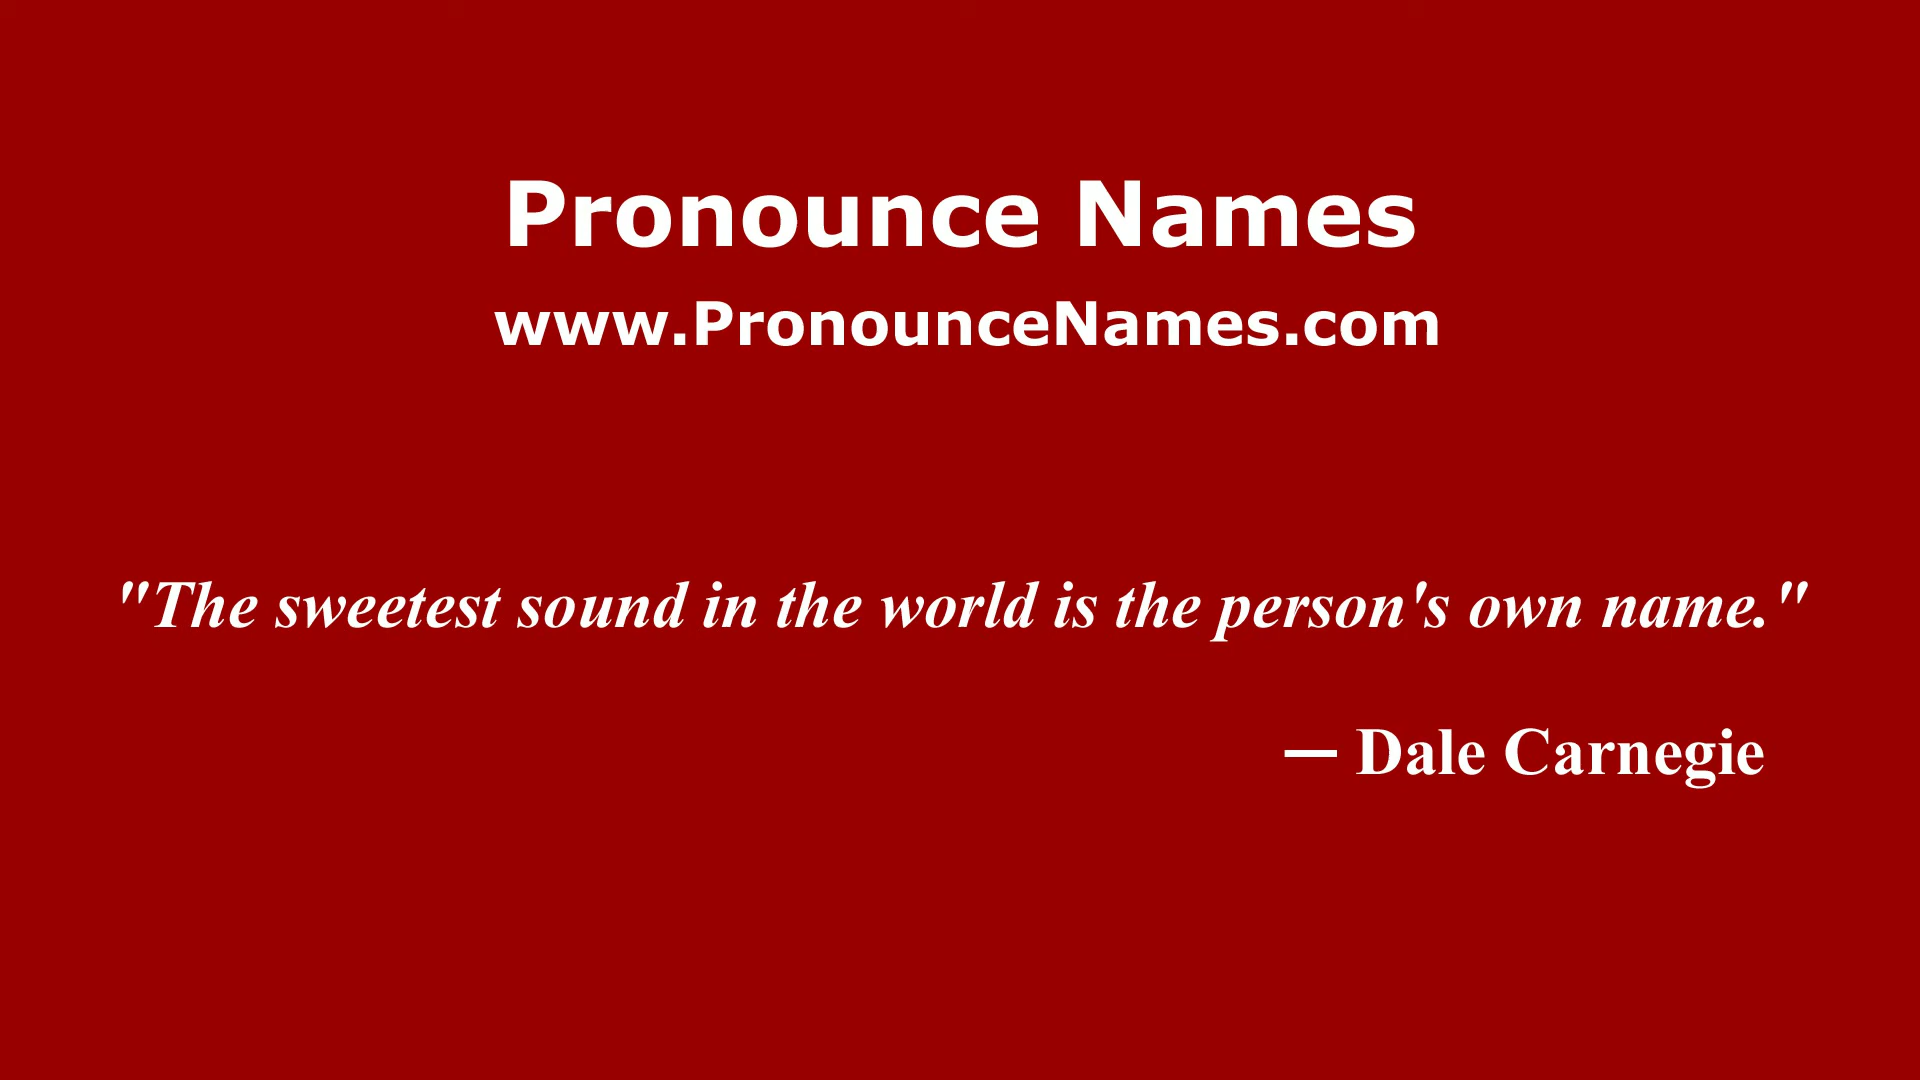 Pronounce Names
www.PronounceNames.com
"The sweetest sound in the world is the person's own name."
— Dale Carnegie